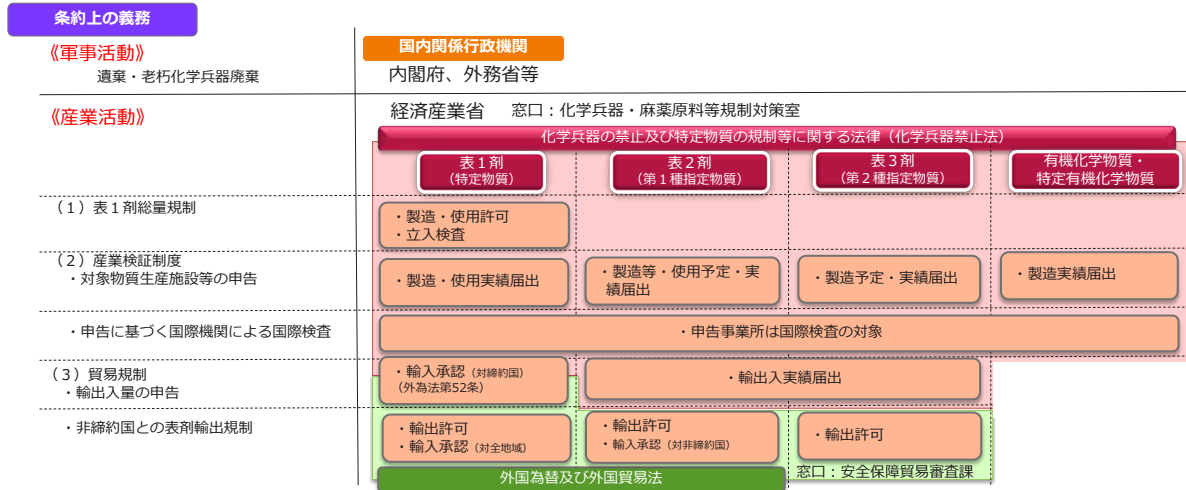 条約上の義務
《軍事活動》
遺棄・老朽化学兵器廃棄
国内関係行政機関
内閣府、外務省等
《産業活動》
経済産業省　窓口：化学兵器・麻薬原料等規制対策室
化学兵器の禁止及び特定物質の規制等に関する法律（化学兵器禁止法）
表１剤
（特定物質）
表２剤
（第１種指定物質）
表３剤
（第２種指定物質）
有機化学物質・
特定有機化学物質
（１）表１剤総量規制
・製造・使用許可
・立入検査
（２）産業検証制度
・対象物質生産施設等の申告
・製造・使用実績届出
・製造等・使用予定・実
績届出
・製造予定・実績届出
・製造実績届出
・申告に基づく国際機関による国際検査
・申告事業所は国際検査の対象
（３）貿易規制
・輸出入量の申告
・輸入承認（対締約国）
（外為法第52条）
・輸出入実績届出
・非締約国との表剤輸出規制
・輸出許可
・輸入承認（対全地域）
・輸出許可
・輸入承認（対非締約国）
・輸出許可
外国為替及び外国貿易法
窓口：安全保障貿易審査課